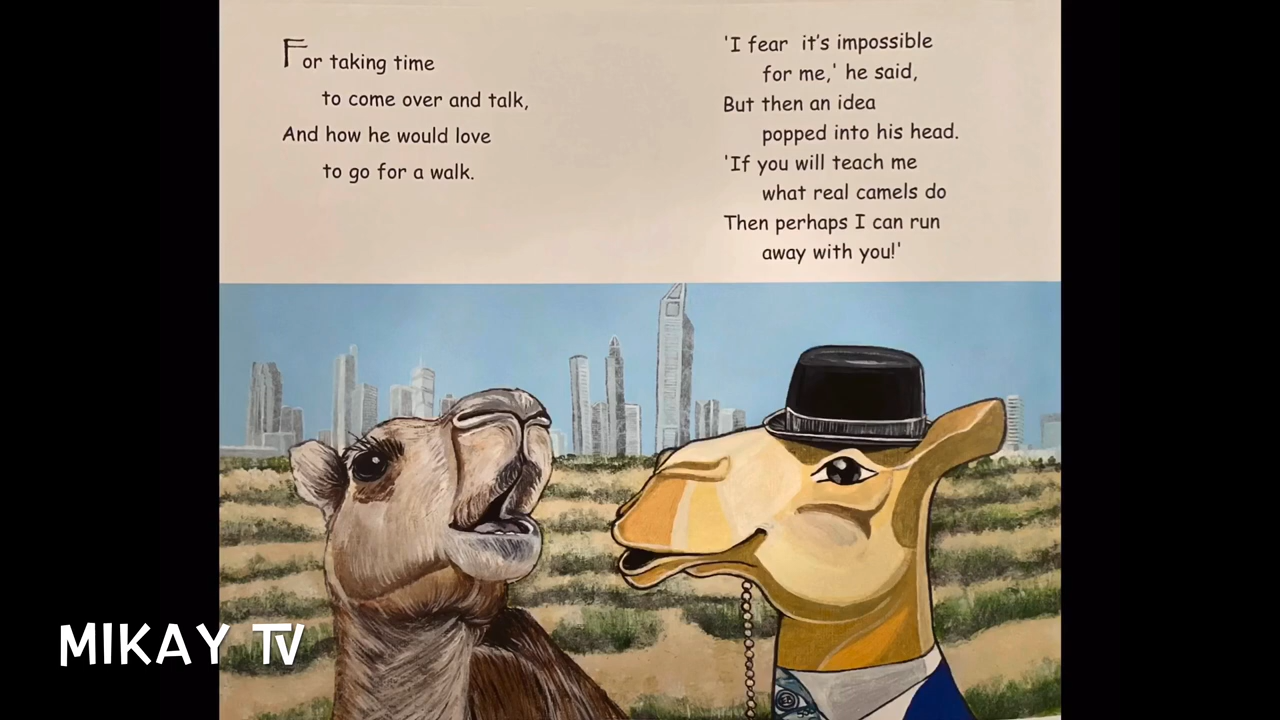 For taking time
to come over and talk,
And how he would love
to go for a walk.
'I fear it's impossible
for me,' he said,
But then an idea
popped into his head.
'If you will teach me
what real camels do
Then perhaps I can run
away with you!'
MIKAY TV